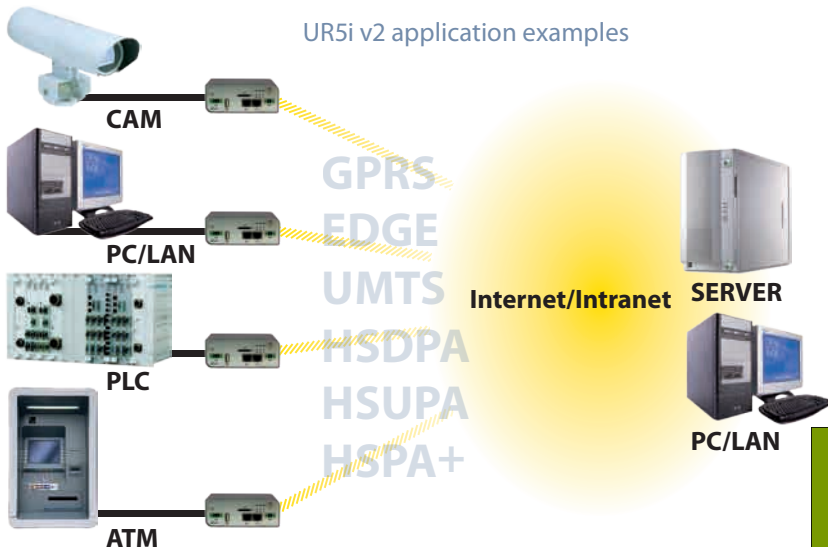 UR5i v2 application examples
CAM
PC/LAN
PLC
ATM
GPRS
EDGE
UMTS
HSDPA
HSUPA
HSPA+
Internet/Intranet
SERVER
PC/LAN